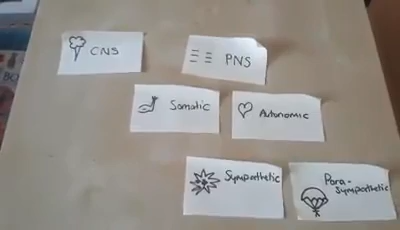 CNS
PNS
Somatic
Autonomic
Sympathetic
Para-
sympathetic